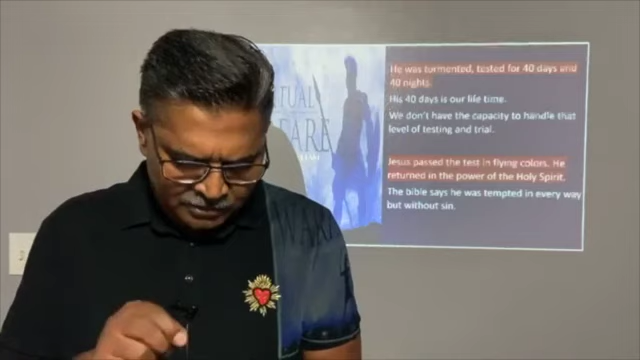 He was tormented, tested for 40 days and
40 nights.
His 40 days is our life time.
We don't have the capacity to handle that
level of testing and trial.
Jesus passed the test in flying colors. He
returned in the power of the Holy Spirit.
The bible says he was tempted in every way
but without sin.